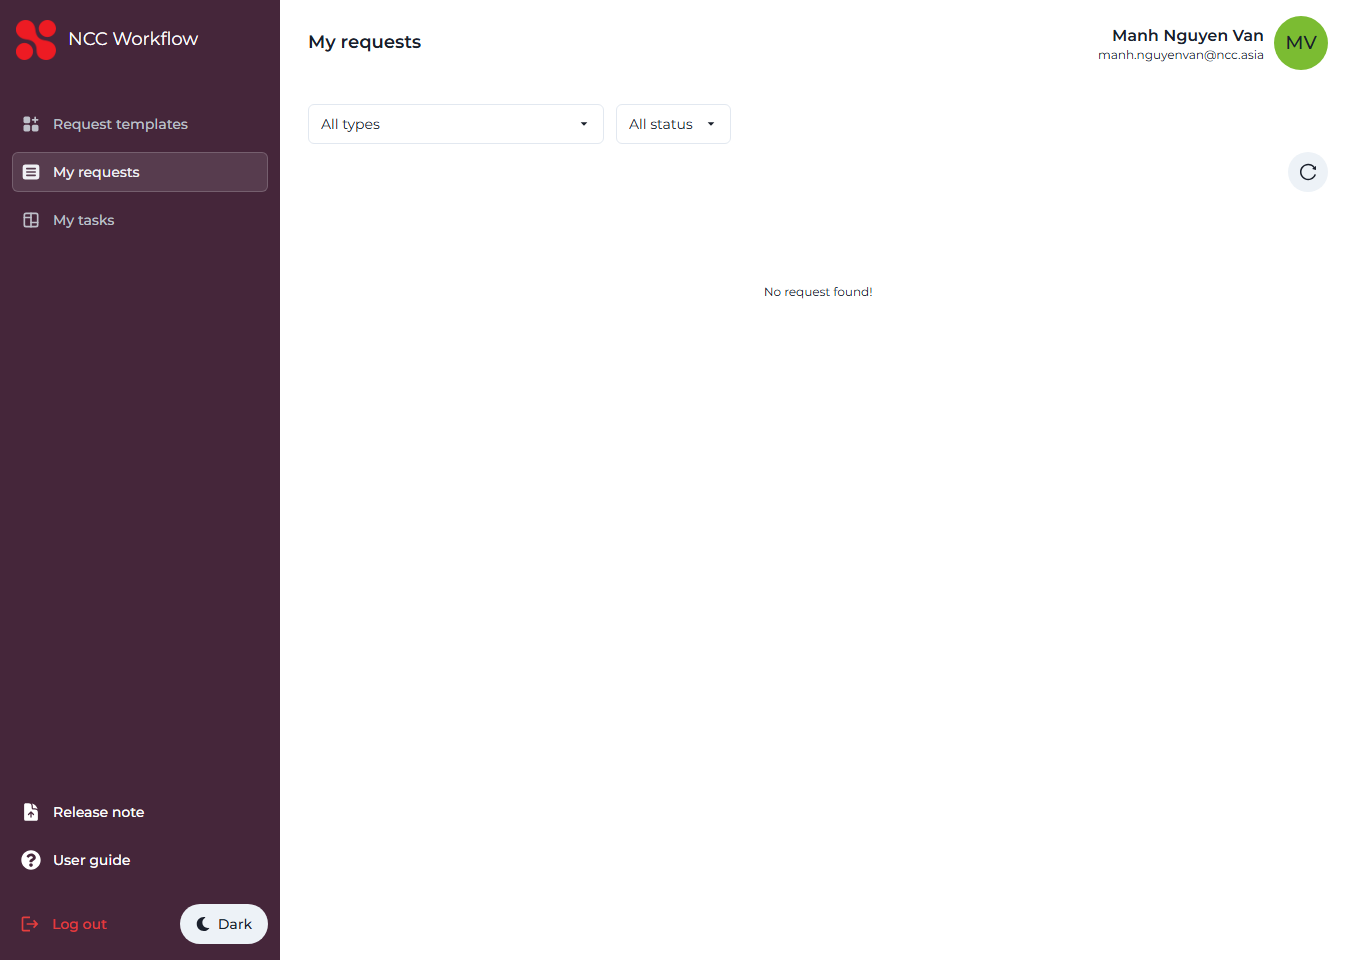 NCC Workflow
Request templates
My requests
My tasks
Release note
User guide
Log out
Dark
My requests
Manh Nguyen Van
manh.nguyenvan@ncc.asia
MV
All types
All status
No request found!